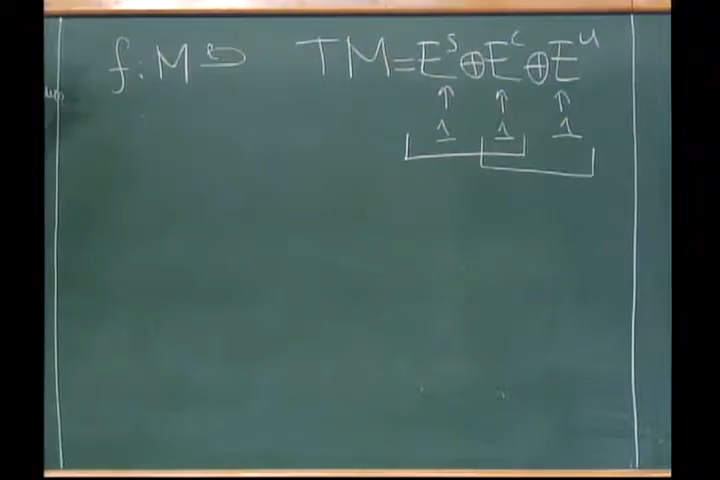 f: M ↩ TM = E^s ⊕ E^c ⊕ E^u
↑ ↑ ↑
1 1 1